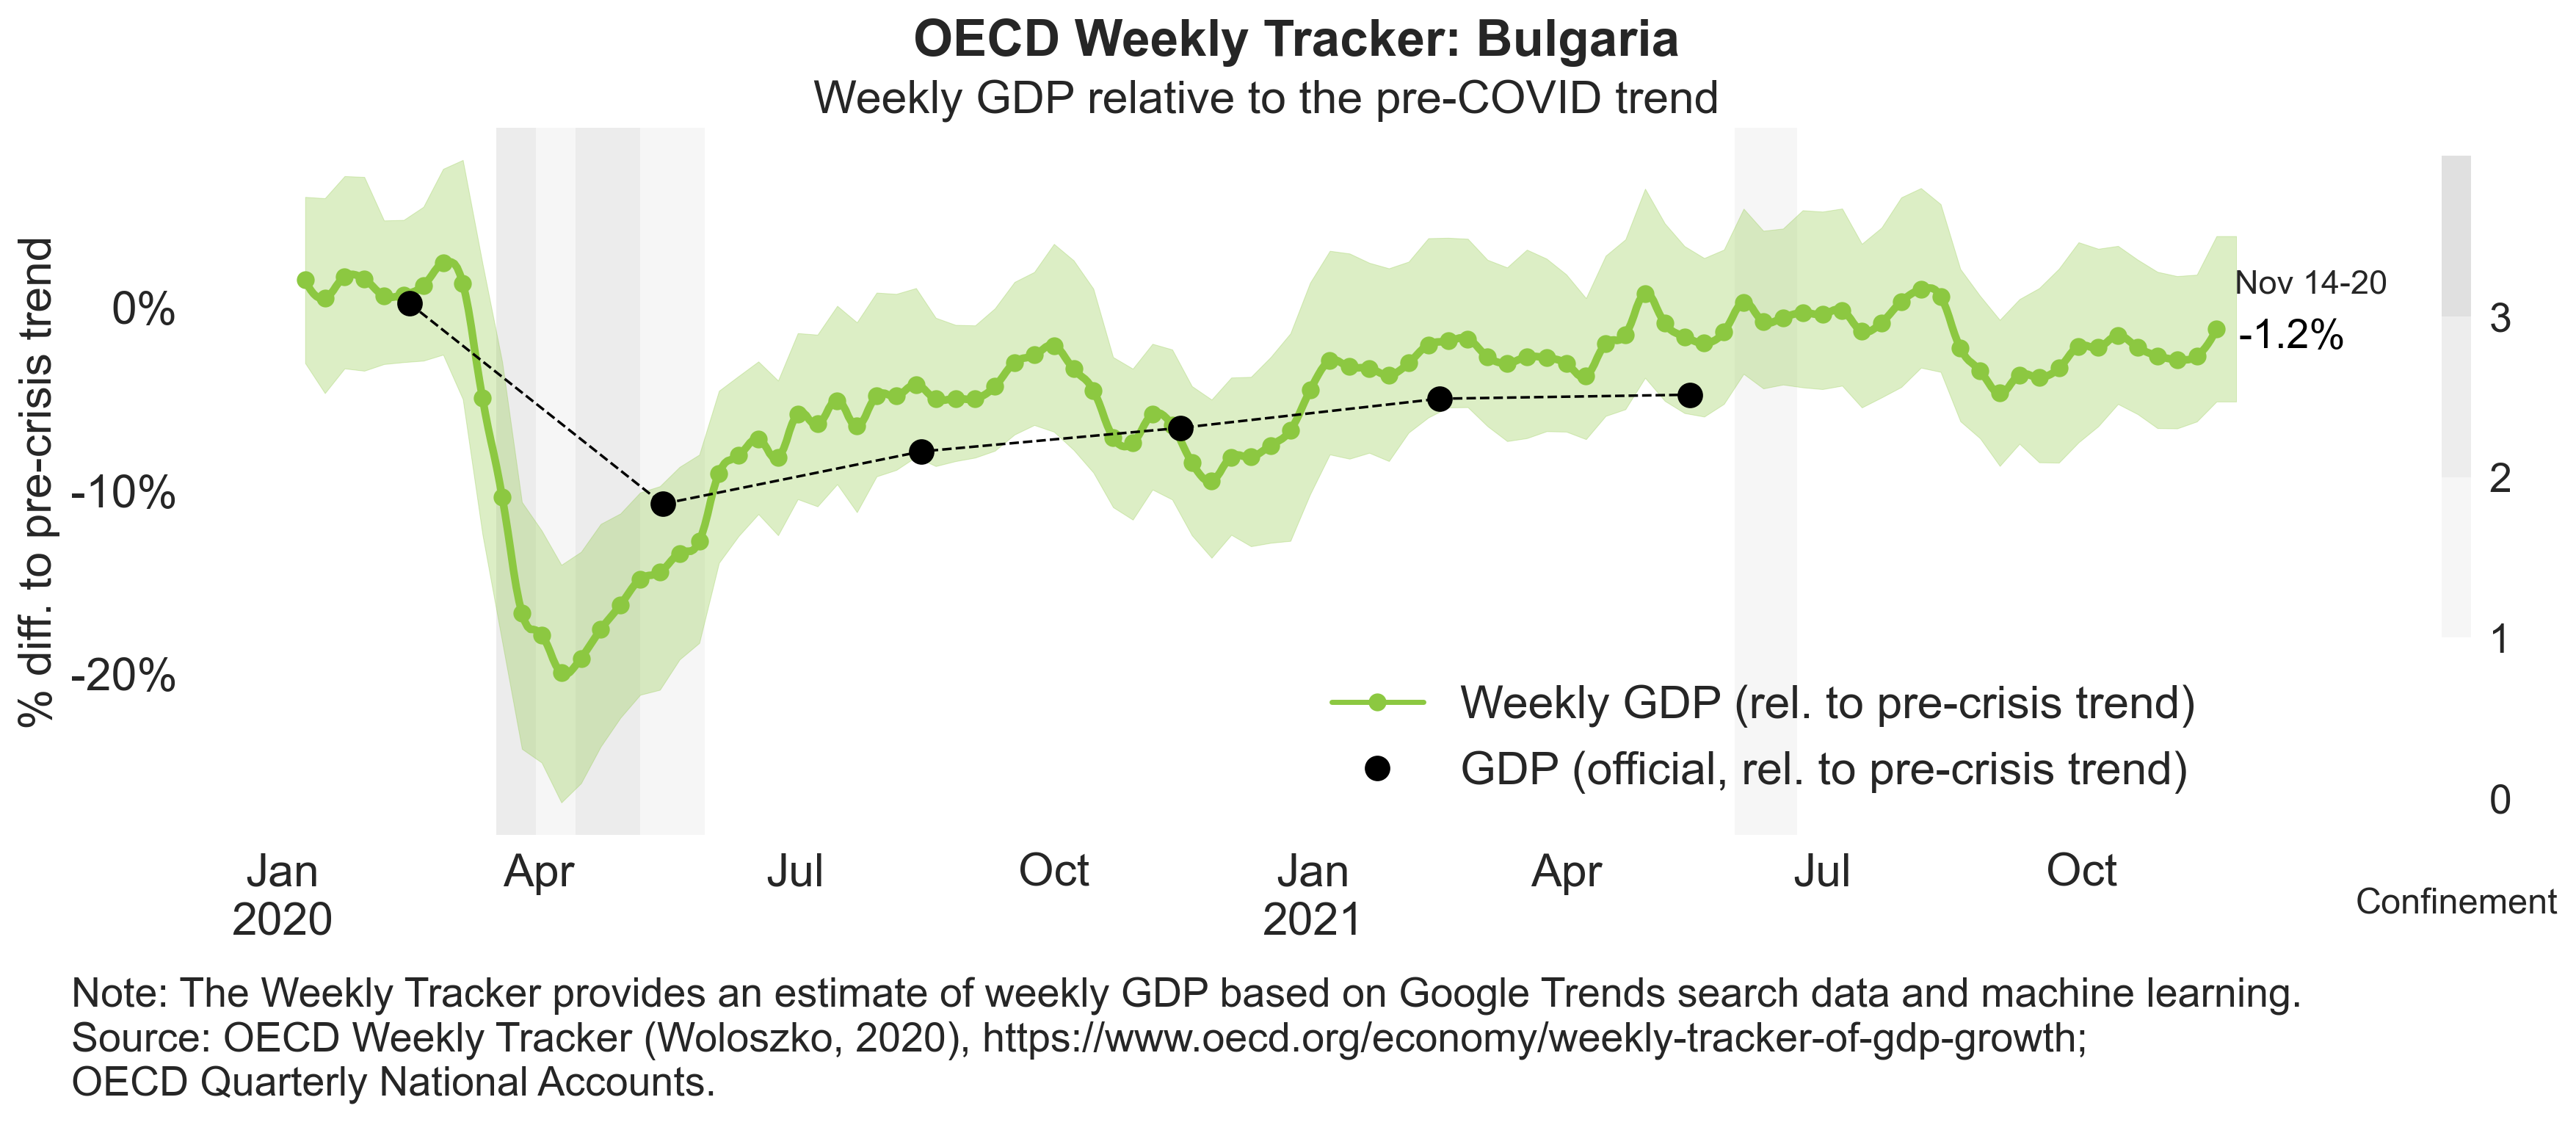 OECD Weekly Tracker: Bulgaria
Weekly GDP relative to the pre-COVID trend
% diff. to pre-crisis trend
0%
-10%
-20%
Nov 14-20
-1.2%
3
2
1
0
Confinement
Weekly GDP (rel. to pre-crisis trend)
GDP (official, rel. to pre-crisis trend)
Jan Apr Jul Oct Jan Apr Jul Oct
2020 2021
Note: The Weekly Tracker provides an estimate of weekly GDP based on Google Trends search data and machine learning.
Source: OECD Weekly Tracker (Woloszko, 2020), https://www.oecd.org/economy/weekly-tracker-of-gdp-growth;
OECD Quarterly National Accounts.